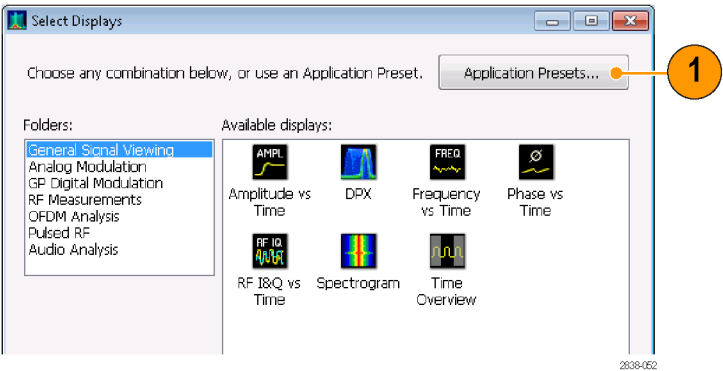 Select Displays
Choose any combination below, or use an Application Preset.
Application Presets...
1
Folders:
Available displays:
General Signal Viewing
Analog Modulation
GP Digital Modulation
RF Measurements
OFDM Analysis
Pulsed RF
Audio Analysis
AMPL
Amplitude vs
Time
DPX
FREQ
Frequency
vs Time
Ø
Phase vs
Time
RF IQ
RF I&Q vs
Time
Spectrogram
Time
Overview
2838-052